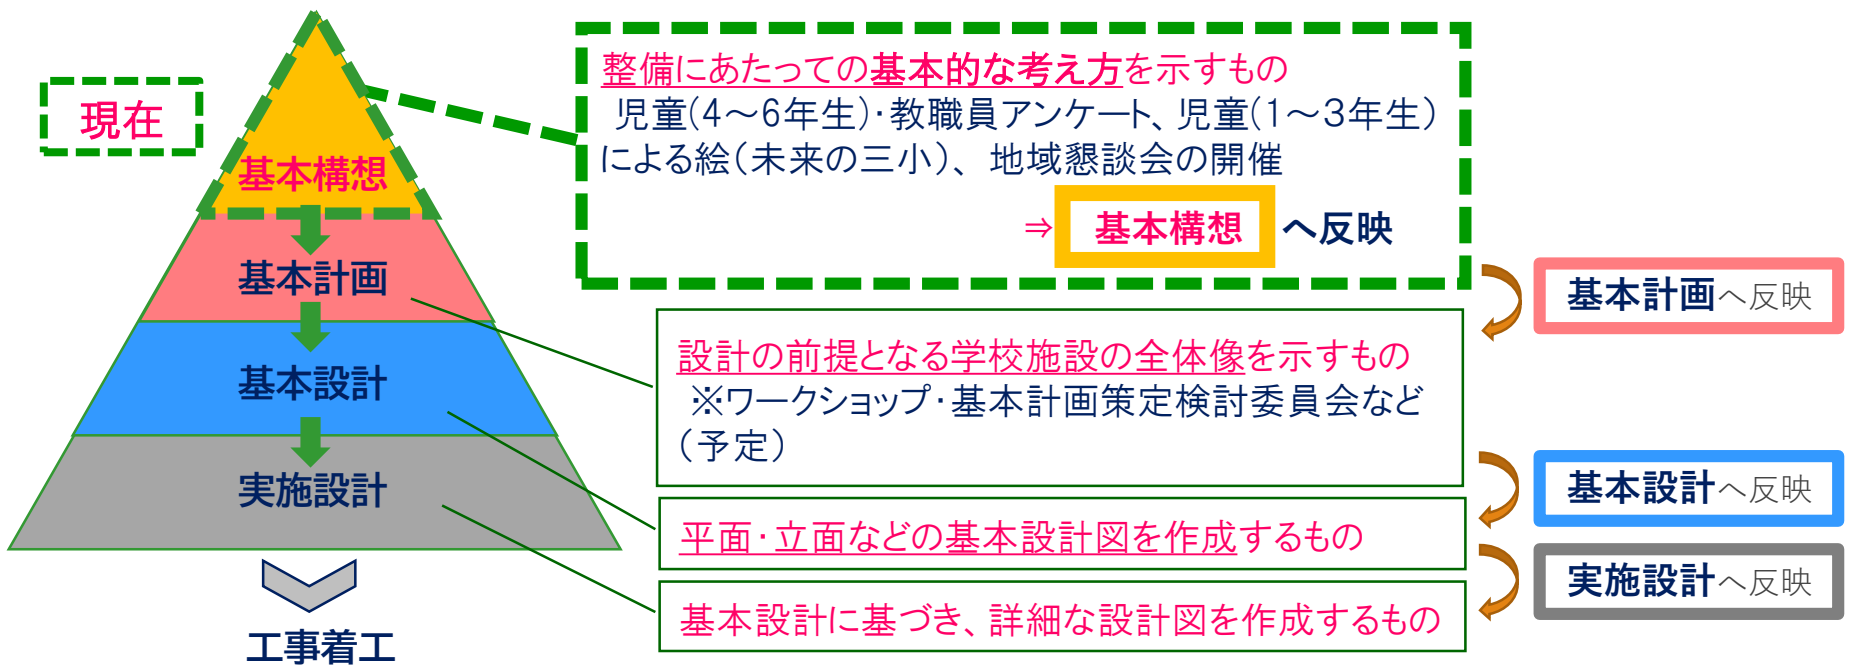 現在
基本構想
基本計画
基本設計
実施設計
工事着工
整備にあたっての基本的な考え方を示すもの
児童(4～6年生)・教職員アンケート、児童(1～3年生)
による絵(未来の三小)、地域懇談会の開催
⇒ 基本構想 へ反映
基本計画へ反映
設計の前提となる学校施設の全体像を示すもの
※ワークショップ・基本計画策定検討委員会など
(予定)
基本設計へ反映
平面・立面などの基本設計図を作成するもの
実施設計へ反映
基本設計に基づき、詳細な設計図を作成するもの